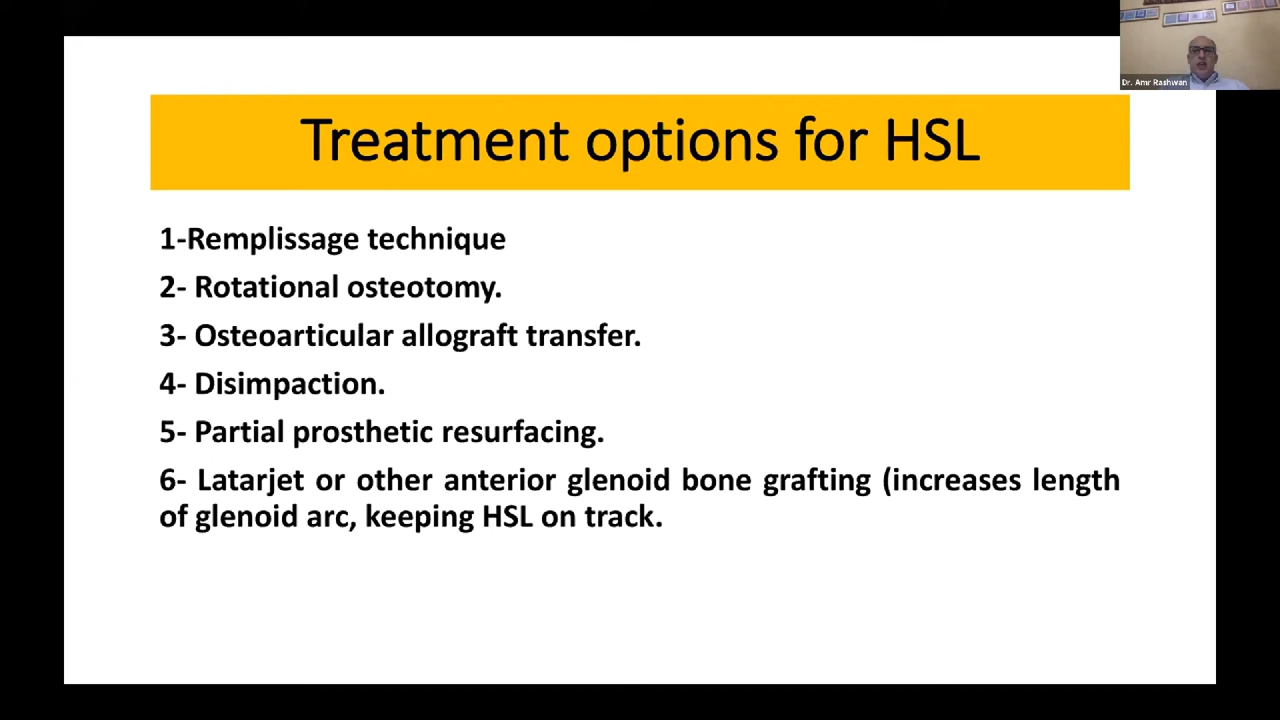 Dr. Amr Rashwan
Treatment options for HSL
1-Remplissage technique
2- Rotational osteotomy.
3- Osteoarticular allograft transfer.
4- Disimpaction.
5- Partial prosthetic resurfacing.
6- Latarjet or other anterior glenoid bone grafting (increases length
of glenoid arc, keeping HSL on track.